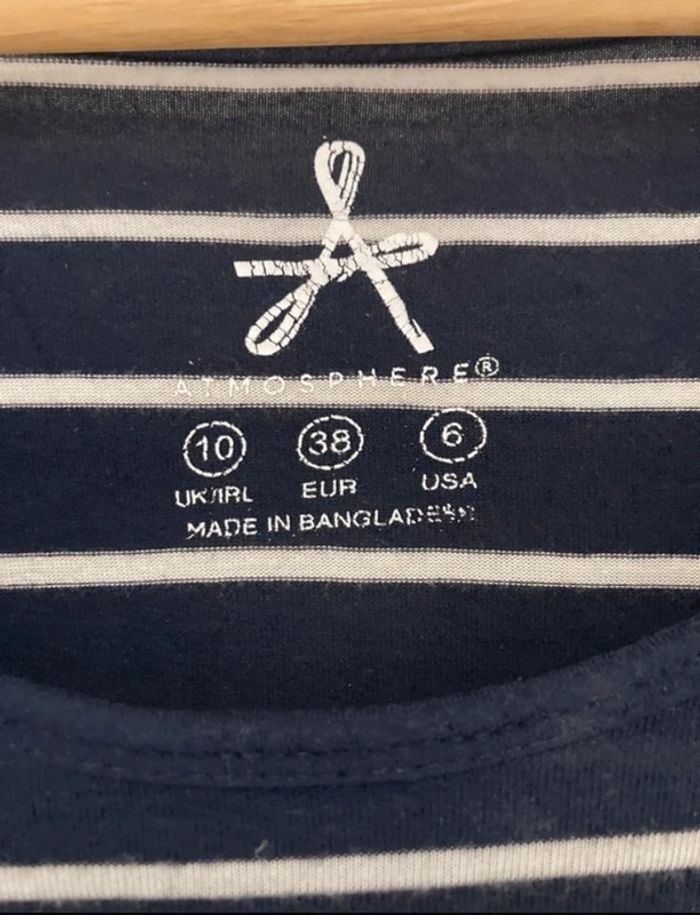 ATMOSPHERE®
10 38 6
UK/IRL EUR USA
MADE IN BANGLADESH